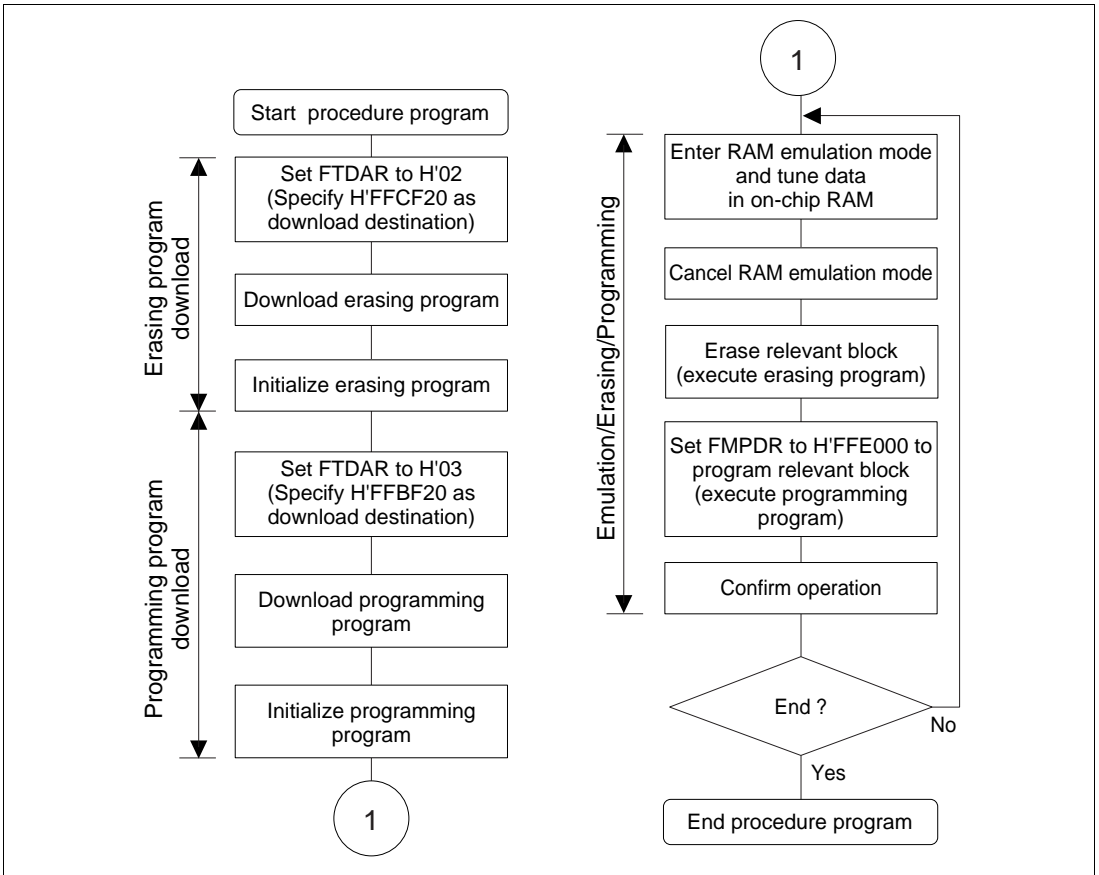 Start procedure program
Erasing program
download
Set FTDAR to H'02
(Specify H'FFCF20 as
download destination)
Download erasing program
Initialize erasing program
Programming program
download
Set FTDAR to H'03
(Specify H'FFBF20 as
download destination)
Download programming
program
Initialize programming
program
1
1
Emulation/Erasing/Programming
Enter RAM emulation mode
and tune data
in on-chip RAM
Cancel RAM emulation mode
Erase relevant block
(execute erasing program)
Set FMPDR to H'FFE000 to
program relevant block
(execute programming
program)
Confirm operation
End ?
No
Yes
End procedure program